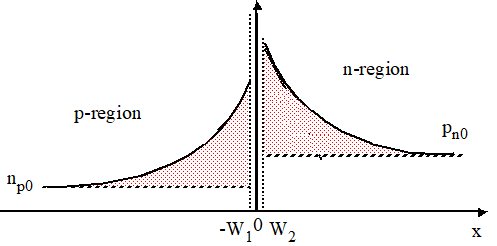 n-region
p-region
p_n0
n_p0
-W_1 0 W_2 x